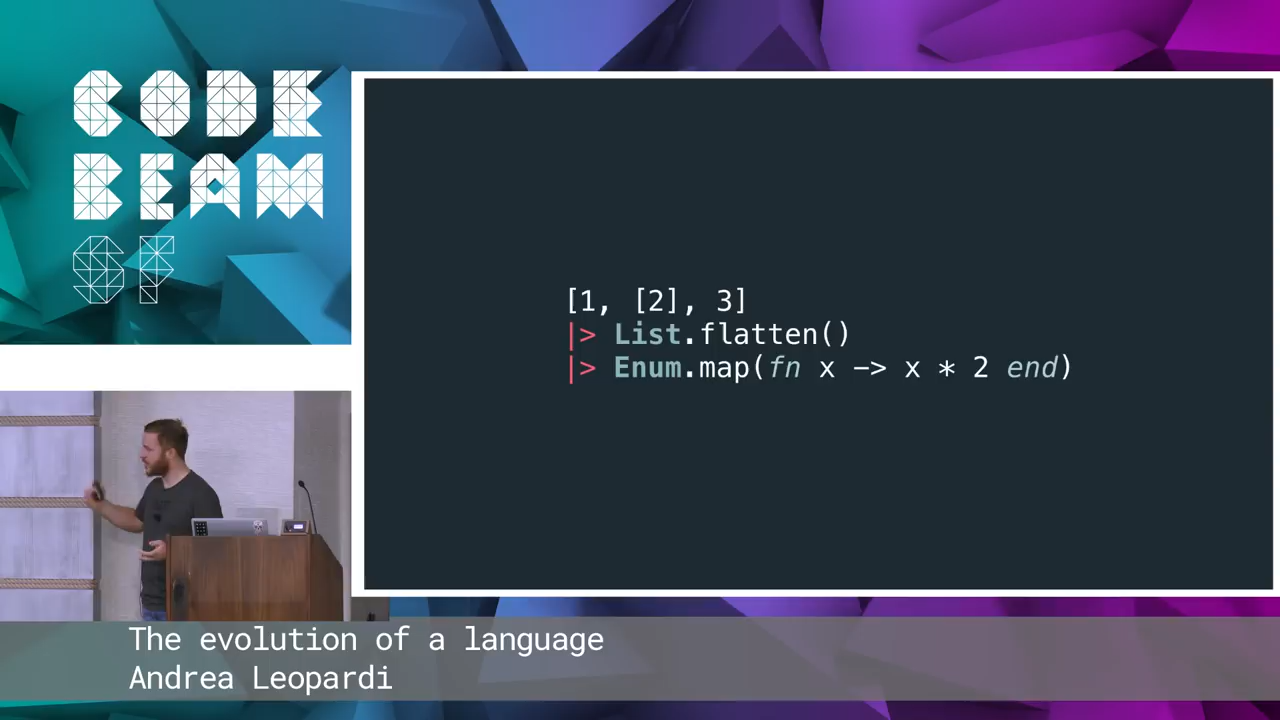 CODE
BEAM
SF
[1, [2], 3]
|> List.flatten()
|> Enum.map(fn x -> x * 2 end)
The evolution of a language
Andrea Leopardi